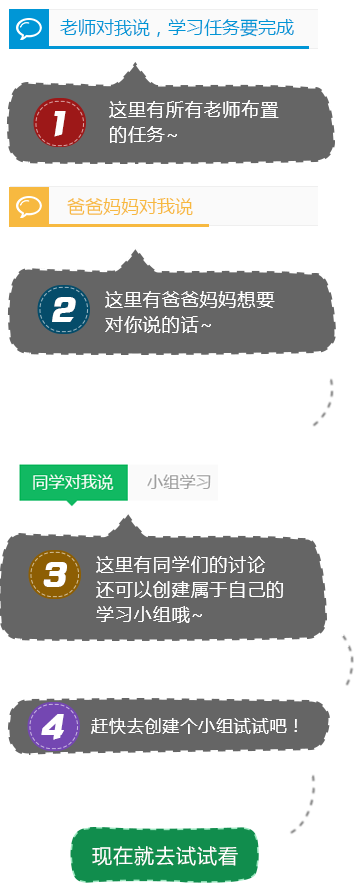 老师对我说，学习任务要完成
1
这里有所有老师布置
的任务~
爸爸妈妈对我说
2
这里有爸爸妈妈想要
对你说的话~
同学对我说 小组学习
3
这里有同学们的讨论
还可以创建属于自己的
学习小组哦~
4
赶快去创建个小组试试吧！
现在就去试试看